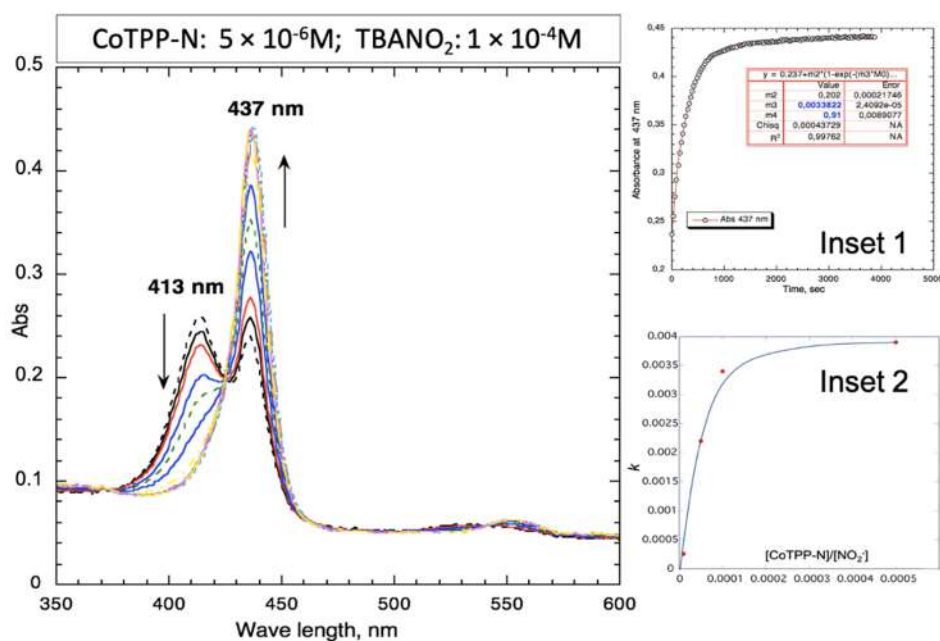 CoTPP-N: 5 × 10⁻⁶M; TBANO₂: 1 × 10⁻⁴M
0.5
0.4
0.3
0.2
0.1
0
Abs
437 nm
413 nm
350 400 450 500 550 600
Wave length, nm
0,45
0,4
0,35
0,3
0,25
0,2
Absorbance at 437 nm
y = 0.237+m2*(1-exp(-(m3*M0)...
Value Error
m2 0,202 0,00021746
m3 0,0033822 2,4092e-05
m4 0,91 0,0089077
Chisq 0,00043729 NA
R² 0,99762 NA
Abs 437 nm
Inset 1
0 1000 2000 3000 4000 5000
Time, sec
0.004
0.0035
0.003
0.0025
0.002
0.0015
0.001
0.0005
0
k
Inset 2
[CoTPP-N]/[NO₂⁻]
0 0.0001 0.0002 0.0003 0.0004 0.0005